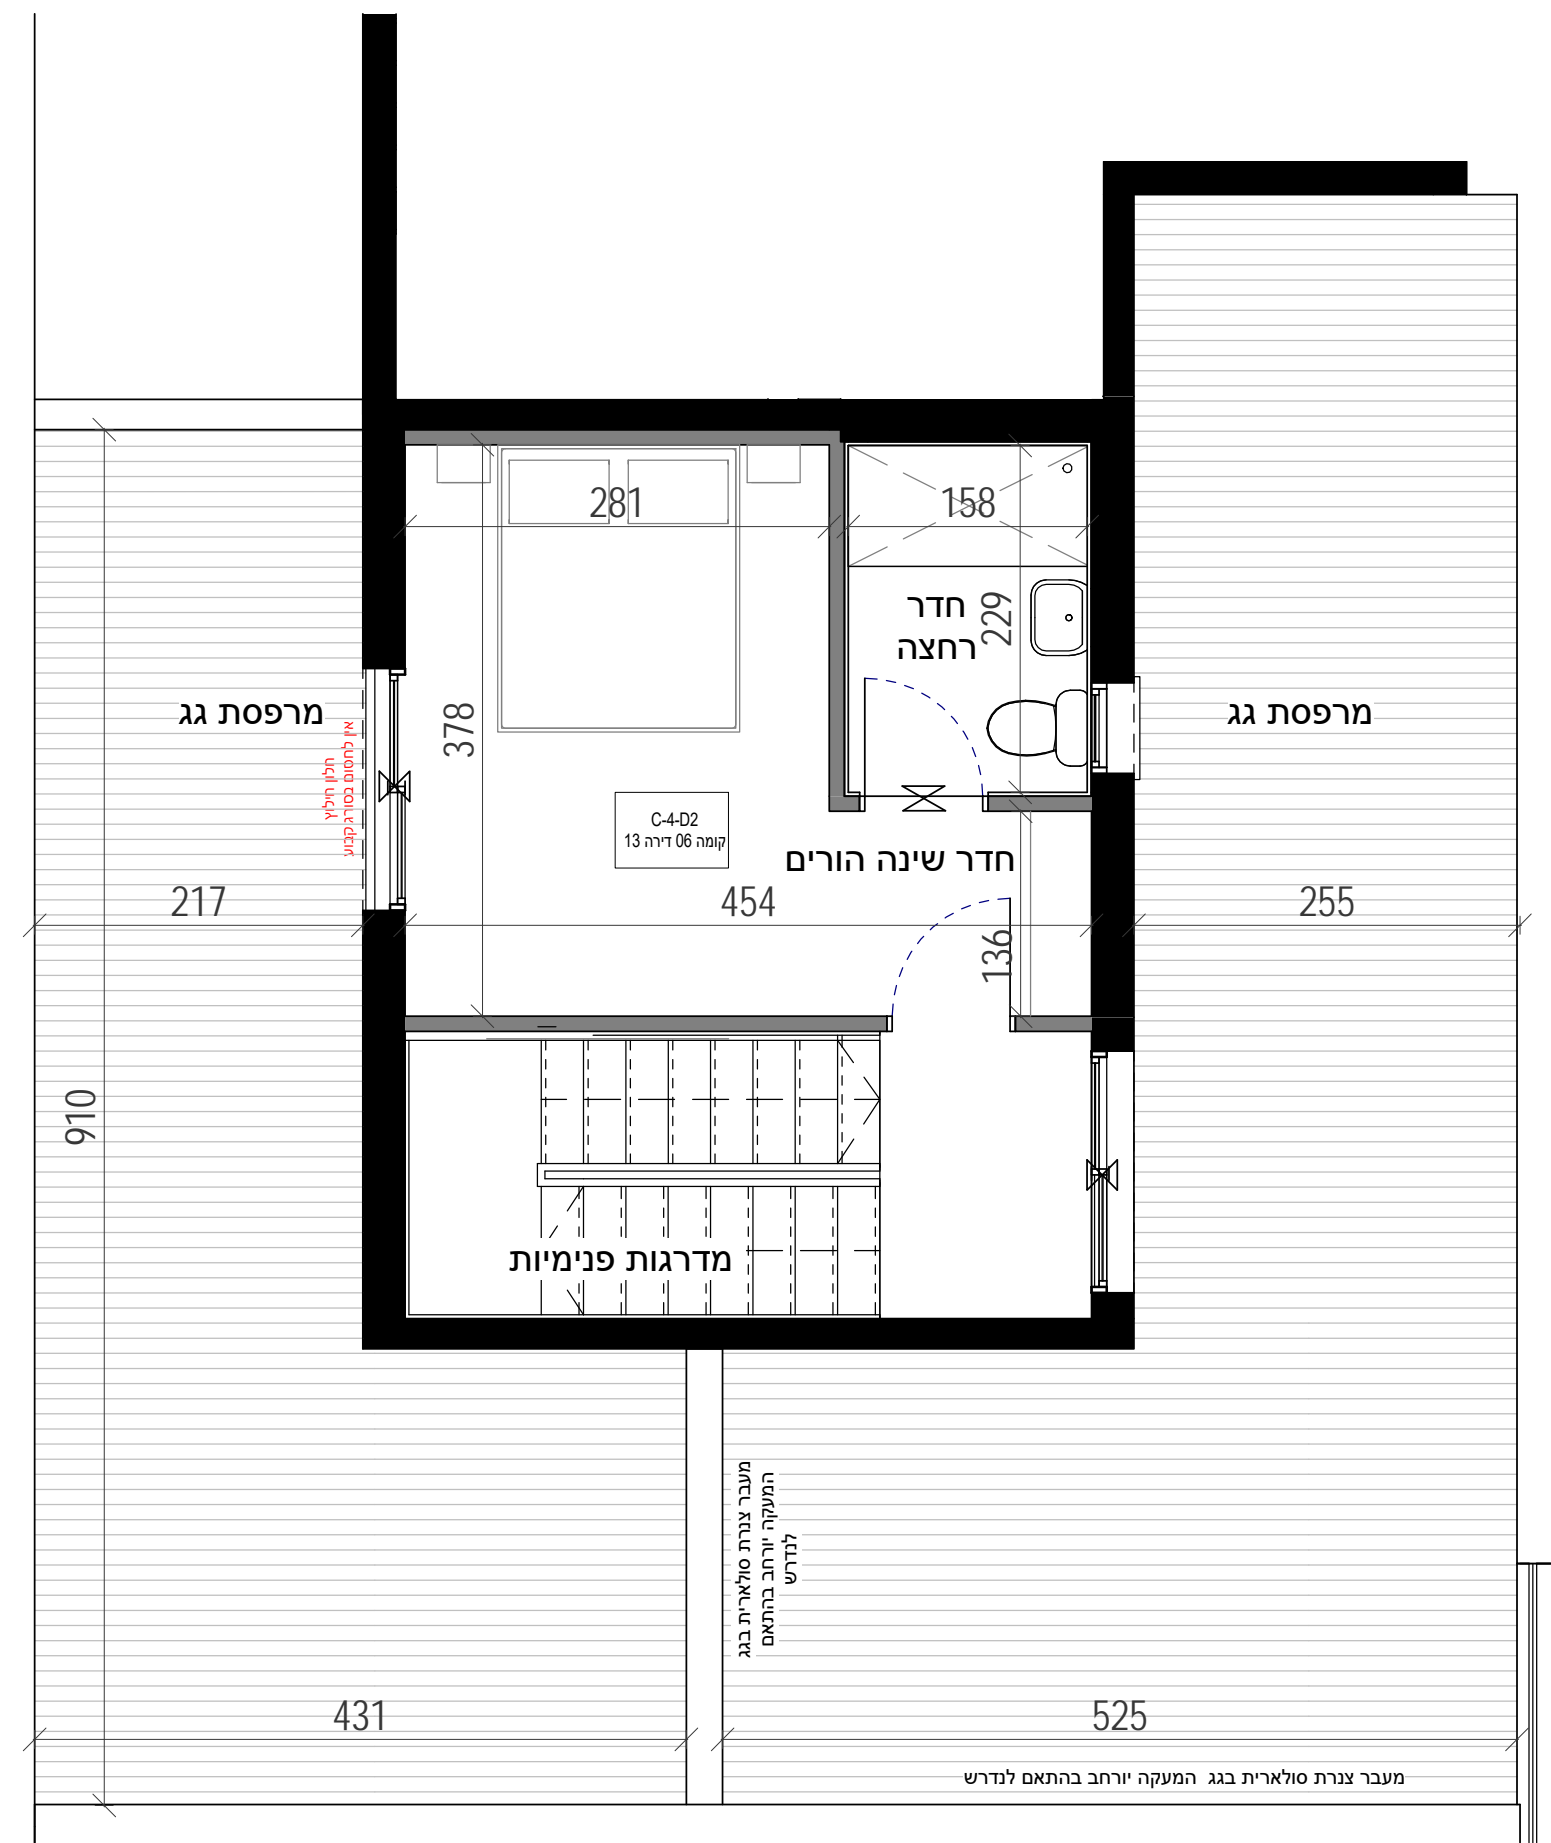 281
158
חדר
רחצה
229
מרפסת גג
אין לחסום בסורג קבוע
חלון חילוץ
378
מרפסת גג
C-4-D2
קומה 06 דירה 13
חדר שינה הורים
217
454
255
136
910
מדרגות פנימיות
מעבר צנרת סולארית בגג
המעקה יורחב בהתאם
לנדרש
431
525
מעבר צנרת סולארית בגג המעקה יורחב בהתאם לנדרש